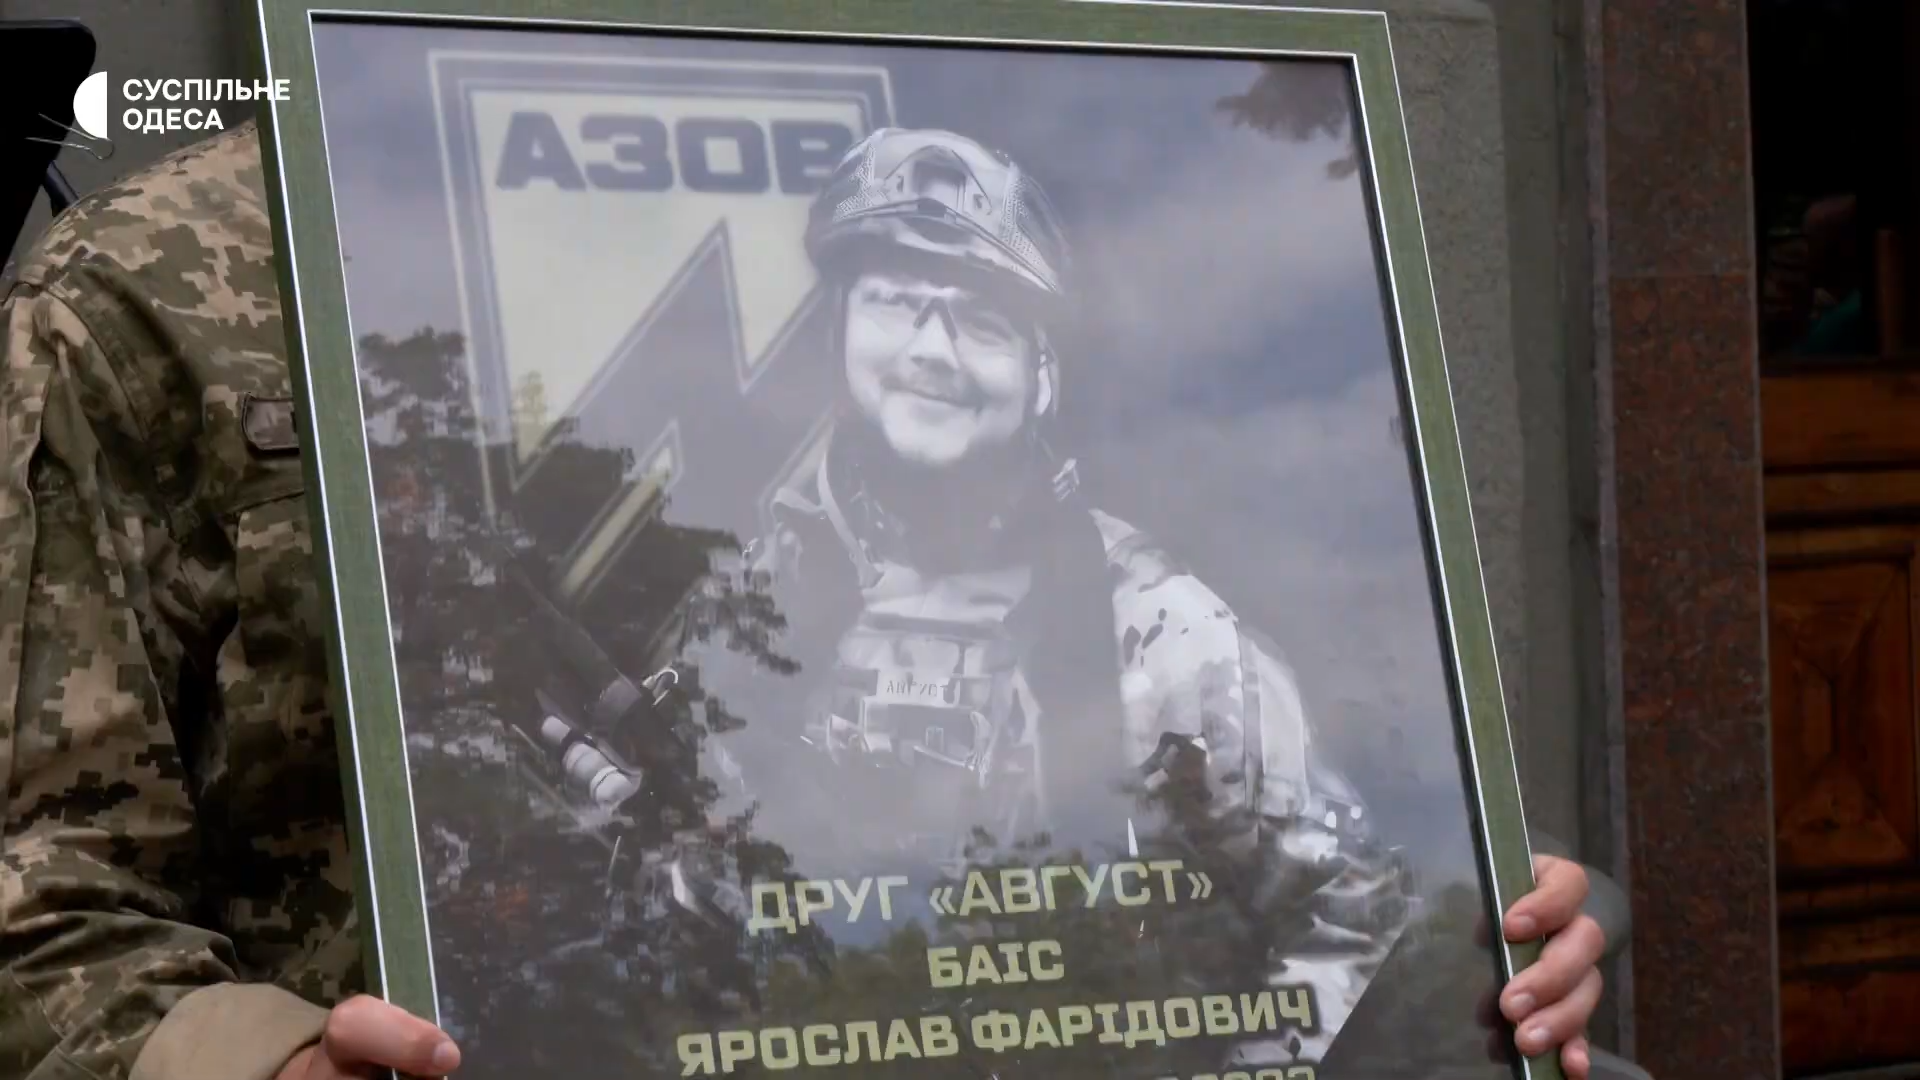 СУСПІЛЬНЕ
ОДЕСА
АЗОВ
АВГУСТ
ДРУГ «АВГУСТ»
БАІС
ЯРОСЛАВ ФАРІДОВИЧ